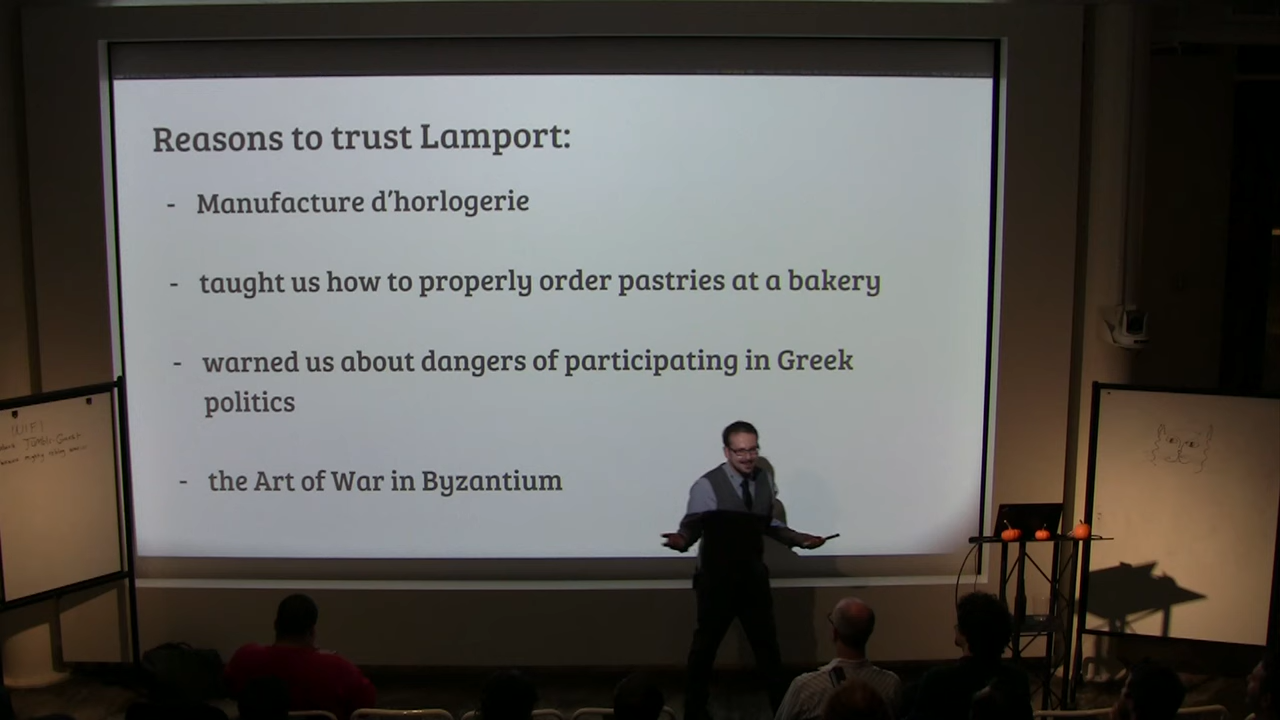 Reasons to trust Lamport:
- Manufacture d'horlogerie
- taught us how to properly order pastries at a bakery
- warned us about dangers of participating in Greek
politics
- the Art of War in Byzantium
WIFI